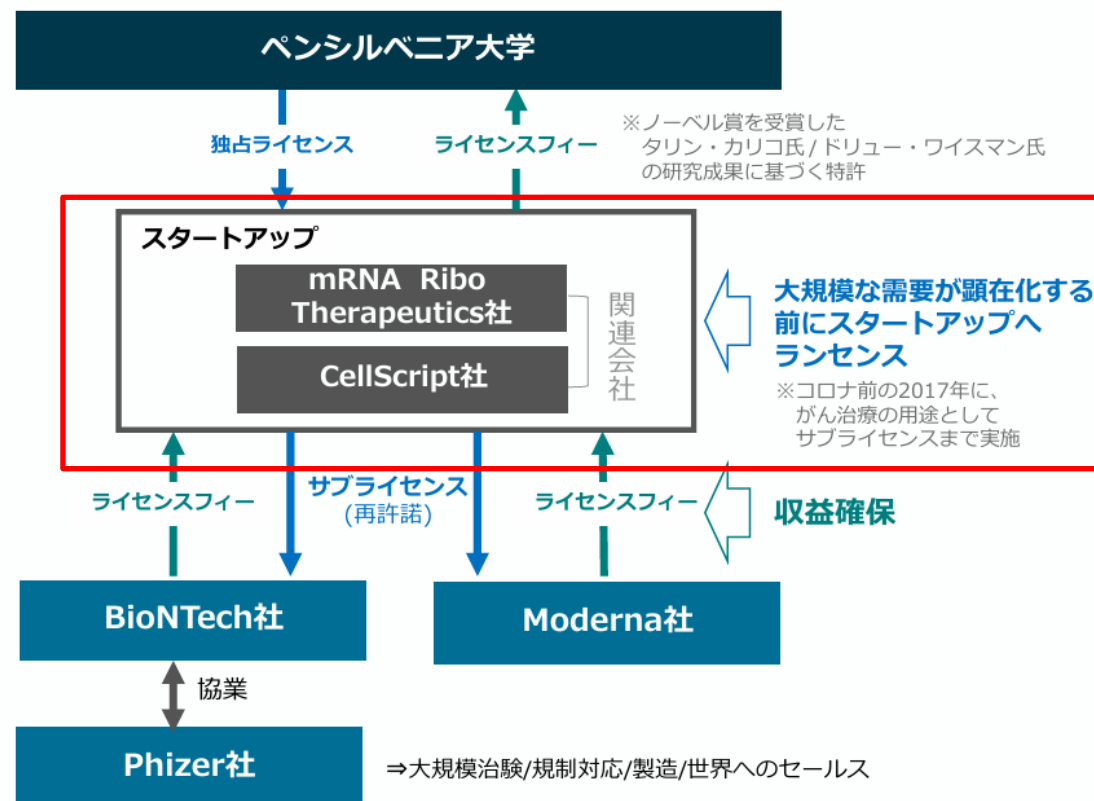 ペンシルベニア大学
独占ライセンス
ライセンスフィー
※ノーベル賞を受賞した
タリン・カリコ氏/ドリュー・ワイスマン氏
の研究成果に基づく特許
スタートアップ
mRNA Ribo
Therapeutics社
CellScript社
関連会社
大規模な需要が顕在化する
前にスタートアップへ
ランセンス
※コロナ前の2017年に、
がん治療の用途として
サブライセンスまで実施
ライセンスフィー
サブライセンス
(再許諾)
ライセンスフィー
収益確保
BioNTech社
Moderna社
協業
Phizer社
⇒大規模治験/規制対応/製造/世界へのセールス